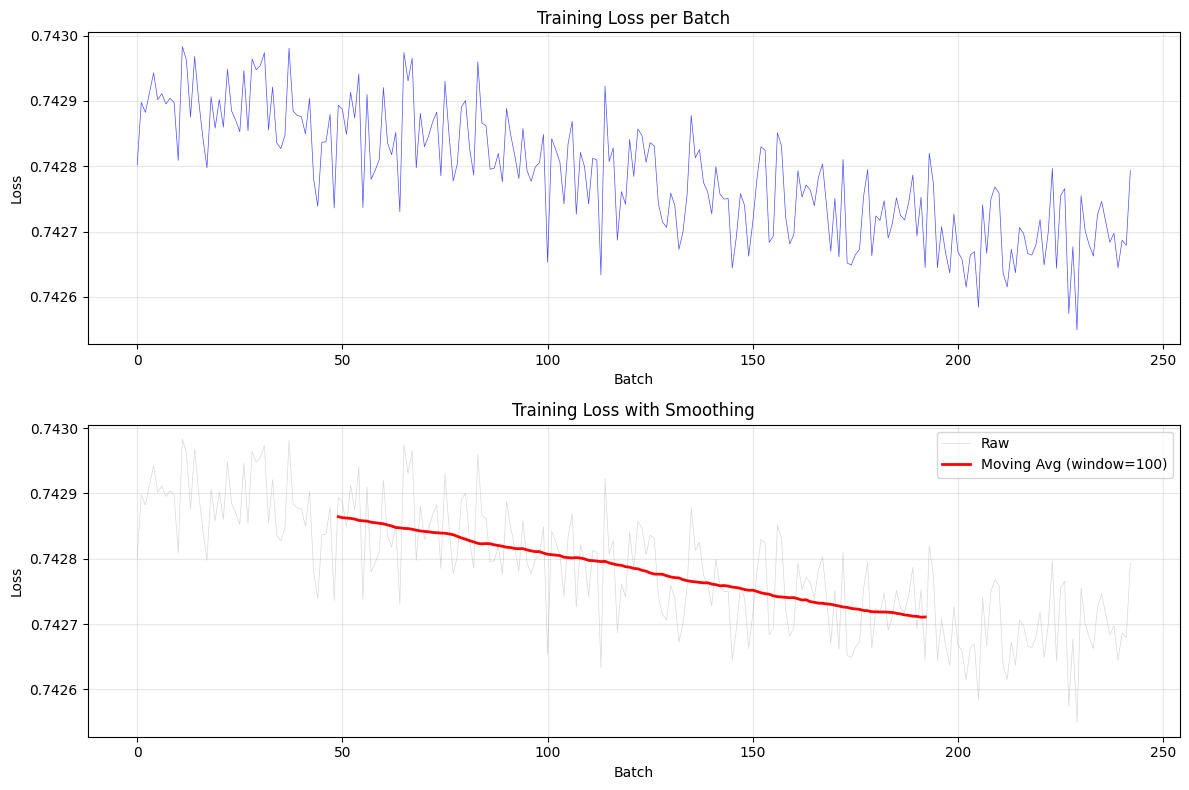 Training Loss per Batch
0.7430
0.7429
0.7428
0.7427
0.7426
Loss
0 50 100 150 200 250
Batch
Training Loss with Smoothing
0.7430
0.7429
0.7428
0.7427
0.7426
Loss
Raw
Moving Avg (window=100)
0 50 100 150 200 250
Batch